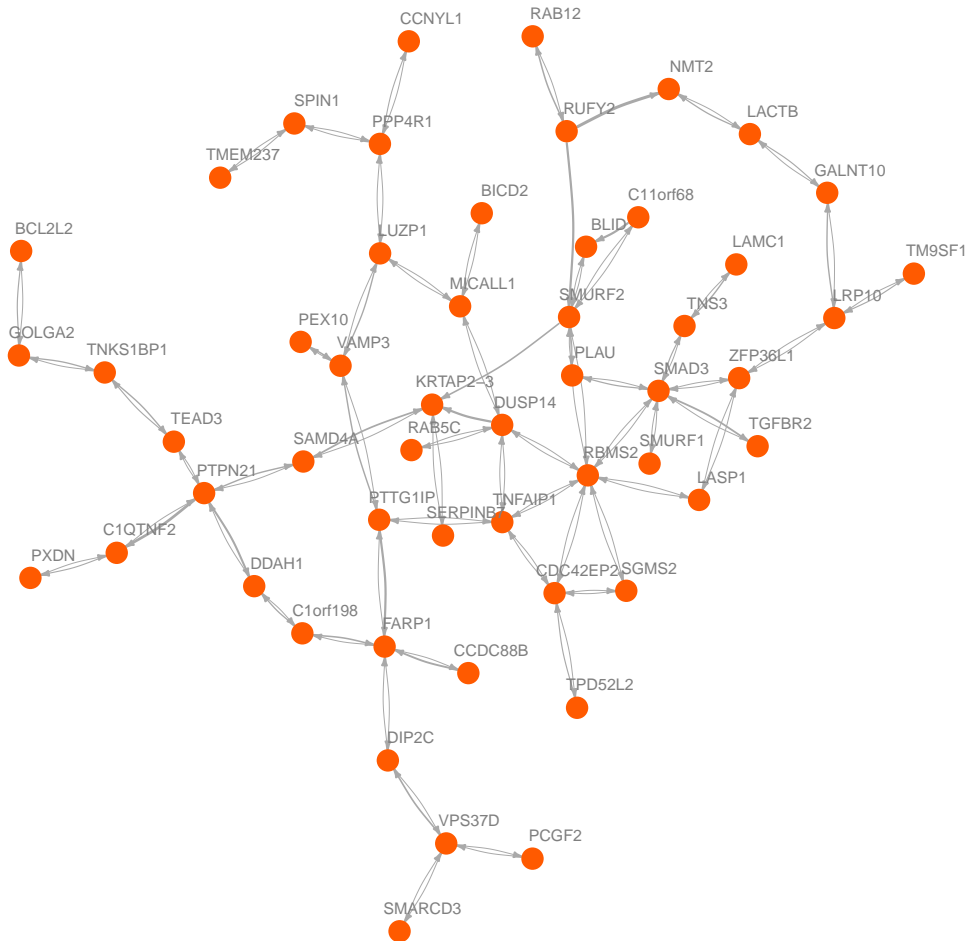 CCNYL1
RAB12
NMT2
SPIN1
PPP4R1
RUFY2
LACTB
TMEM237
GALNT10
BICD2
C11orf68
BCL2L2
LUZP1
BLID
LAMC1
TM9SF1
MICALL1
SMURF2
TNS3
LRP10
PEX10
VAMP3
GOLGA2
TNKS1BP1
PLAU
SMAD3
ZFP36L1
KRTAP2−3
DUSP14
TEAD3
SAMD4A
RAB5C
SMURF1
TGFBR2
PTPN21
RBMS2
LASP1
PTTG1IP
SERPINB7
TNFAIP1
C1QTNF2
PXDN
DDAH1
CDC42EP2
SGMS2
C1orf198
FARP1
CCDC88B
TPD52L2
DIP2C
VPS37D
PCGF2
SMARCD3